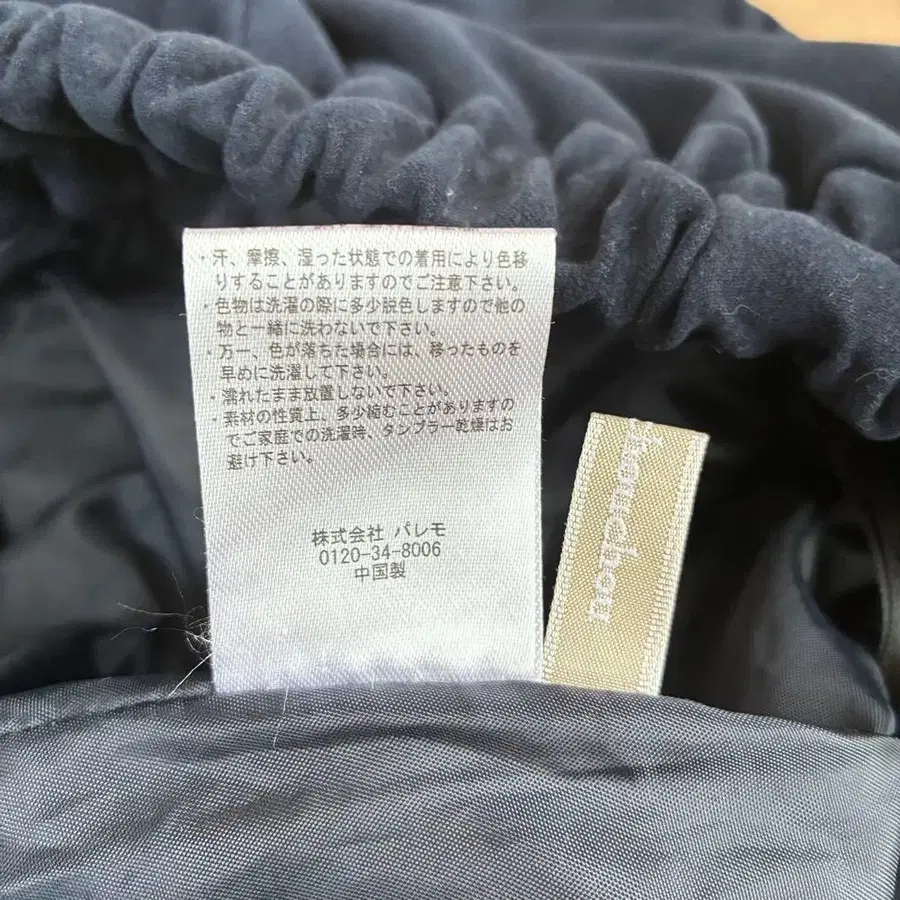 ・汗、摩擦、湿った状態での着用により色移
りすることがありますのでご注意下さい。
・色物は洗濯の際に多少脱色しますので他の
物と一緒に洗わないで下さい。
・万一、色が落ちた場合には、移ったものを
早めに洗濯して下さい。
・濡れたまま放置しないで下さい。
・素材の性質上、多少縮むことがありますの
でご家庭での洗濯時、タンブラー乾燥はお
避け下さい。
株式会社 パレモ
0120-34-8006
中国製